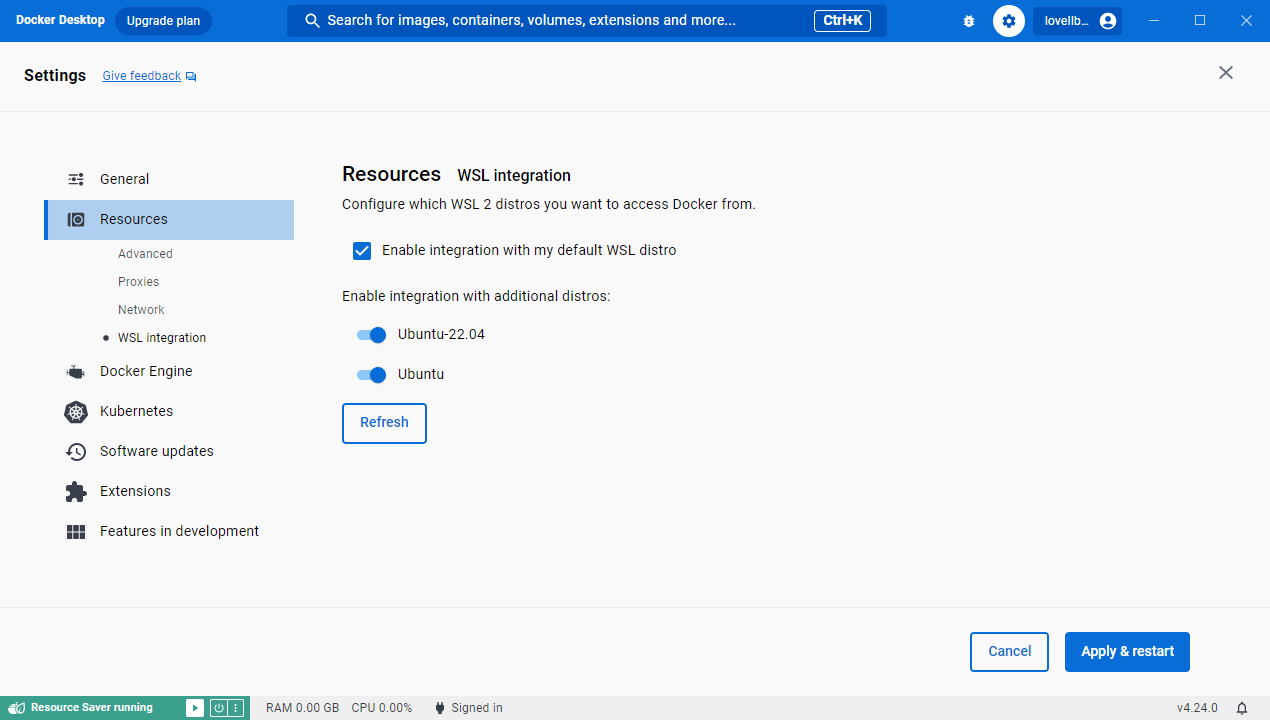 Docker Desktop
Upgrade plan
Search for images, containers, volumes, extensions and more...
Ctrl+K
lovellb...
Settings
Give feedback
General
Resources
Advanced
Proxies
Network
WSL integration
Docker Engine
Kubernetes
Software updates
Extensions
Features in development
Resources WSL integration
Configure which WSL 2 distros you want to access Docker from.
Enable integration with my default WSL distro
Enable integration with additional distros:
Ubuntu-22.04
Ubuntu
Refresh
Cancel
Apply & restart
Resource Saver running
RAM 0.00 GB
CPU 0.00%
Signed in
v4.24.0